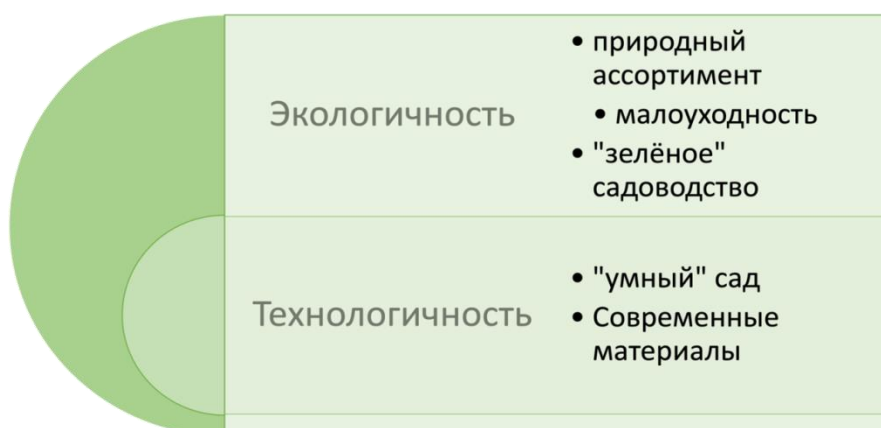 Экологичность
• природный
ассортимент
• малоуходность
• "зелёное"
садоводство
Технологичность
• "умный" сад
• Современные
материалы